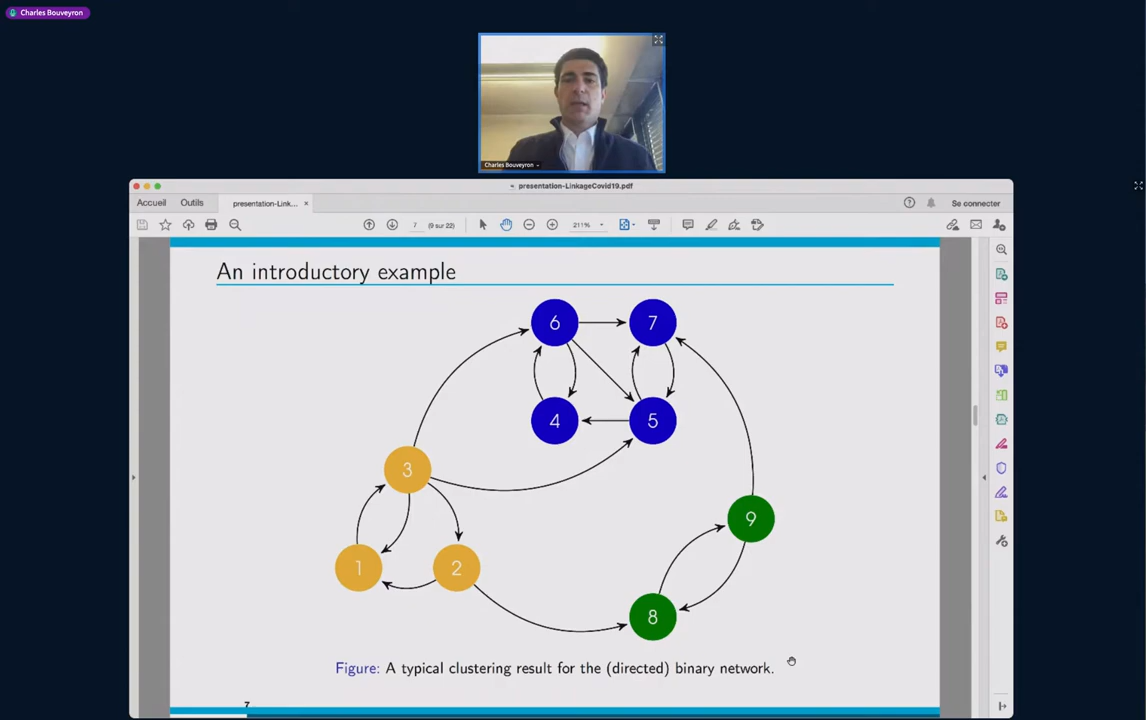 Charles Bouveyron
Charles Bouveyron
presentation-LinkageCovid19.pdf
Accueil Outils presentation-Link... × Se connecter
7 (9 sur 22) 211%
An introductory example
6 7
4 5
3
9
1 2
8
Figure: A typical clustering result for the (directed) binary network.
7